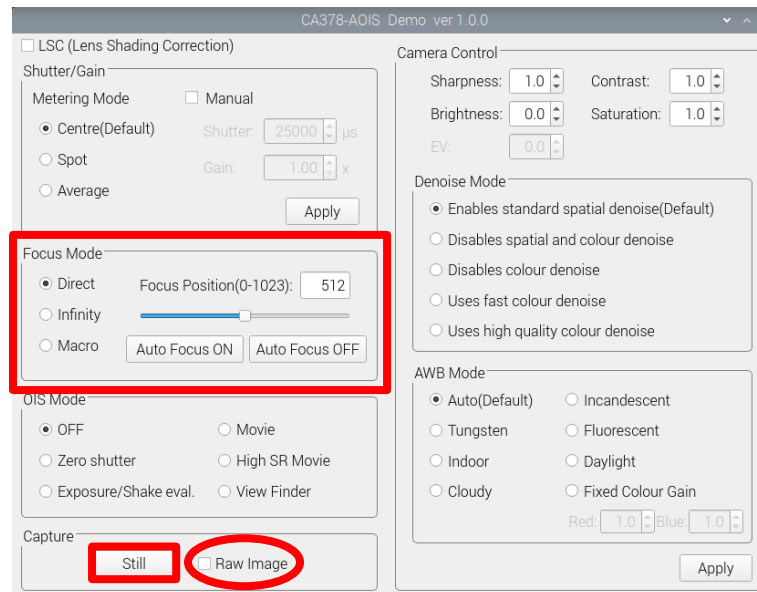 CA378-AOIS Demo ver 1.0.0
LSC (Lens Shading Correction)
Shutter/Gain
Metering Mode
Manual
Centre(Default)
Shutter: 25000 µs
Spot
Gain: 1.00 x
Average
Apply
Focus Mode
Direct
Focus Position(0-1023): 512
Infinity
Macro
Auto Focus ON
Auto Focus OFF
OIS Mode
OFF
Movie
Zero shutter
High SR Movie
Exposure/Shake eval.
View Finder
Capture
Still
Raw Image
Camera Control
Sharpness: 1.0
Contrast: 1.0
Brightness: 0.0
Saturation: 1.0
EV: 0.0
Denoise Mode
Enables standard spatial denoise(Default)
Disables spatial and colour denoise
Disables colour denoise
Uses fast colour denoise
Uses high quality colour denoise
AWB Mode
Auto(Default)
Incandescent
Tungsten
Fluorescent
Indoor
Daylight
Cloudy
Fixed Colour Gain
Red: 1.0 Blue: 1.0
Apply